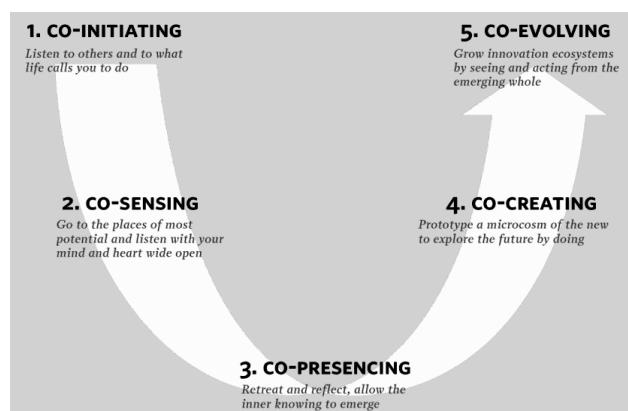 1. CO-INITIATING
Listen to others and to what
life calls you to do
2. CO-SENSING
Go to the places of most
potential and listen with your
mind and heart wide open
3. CO-PRESENCING
Retreat and reflect, allow the
inner knowing to emerge
4. CO-CREATING
Prototype a microcosm of the new
to explore the future by doing
5. CO-EVOLVING
Grow innovation ecosystems
by seeing and acting from the
emerging whole